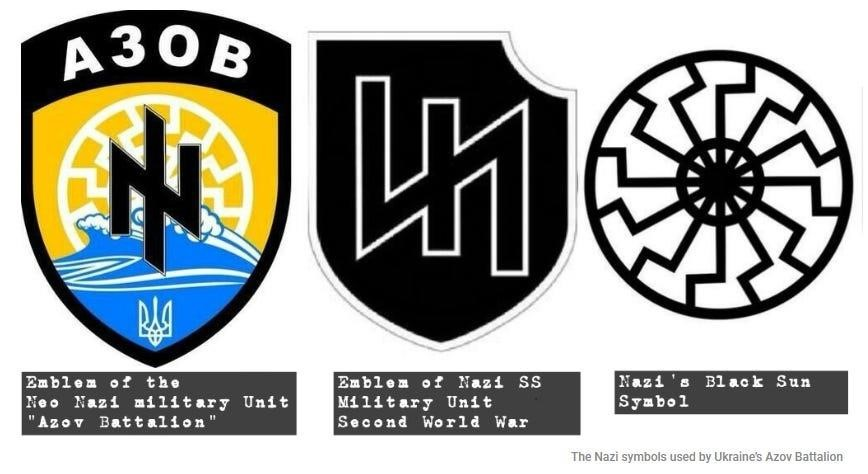 АЗОВ
Emblem of the
Neo Nazi military Unit
"Azov Battalion"
Emblem of Nazi SS
Military Unit
Second World War
Nazi's Black Sun
Symbol
The Nazi symbols used by Ukraine's Azov Battalion